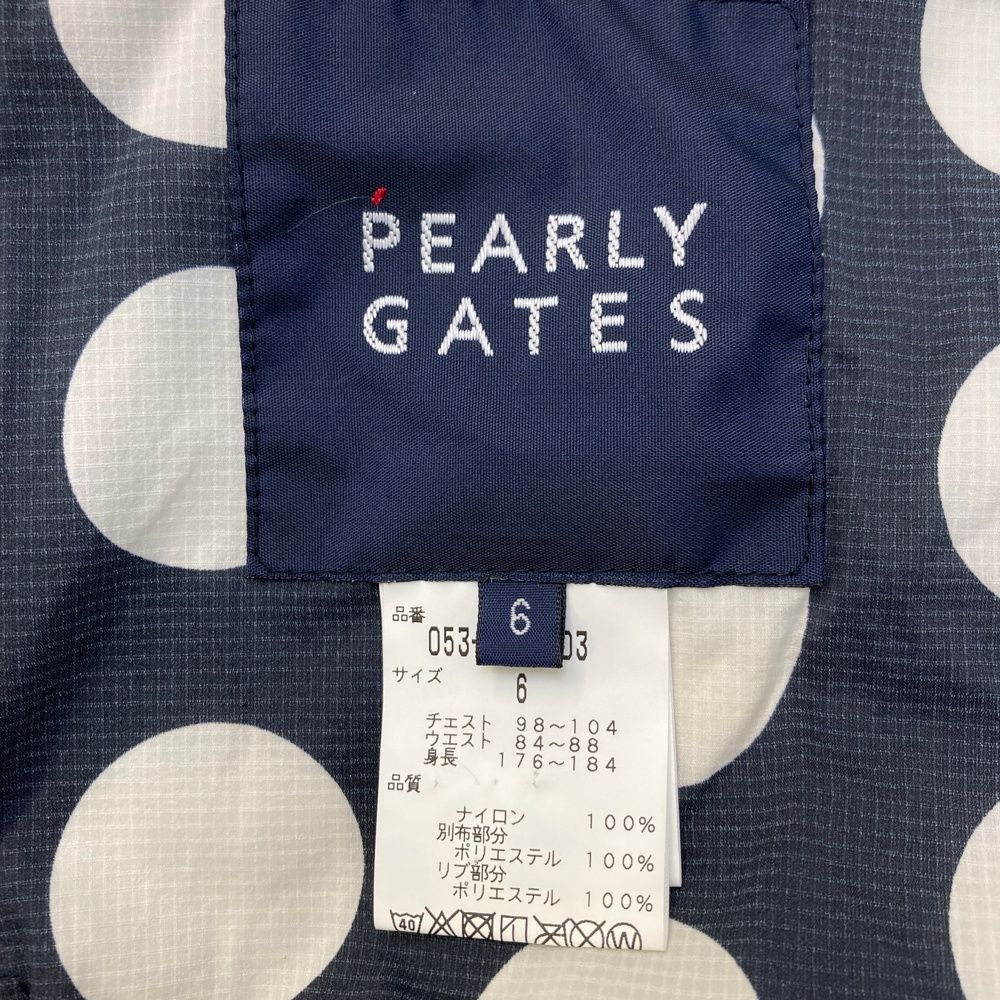 PEARLY
GATES
6
品番
053- 03
サイズ
6
チェスト 98～104
ウエスト 84～88
身長 176～184
品質
ナイロン 100%
別布部分
ポリエステル 100%
リブ部分
ポリエステル 100%
40 W